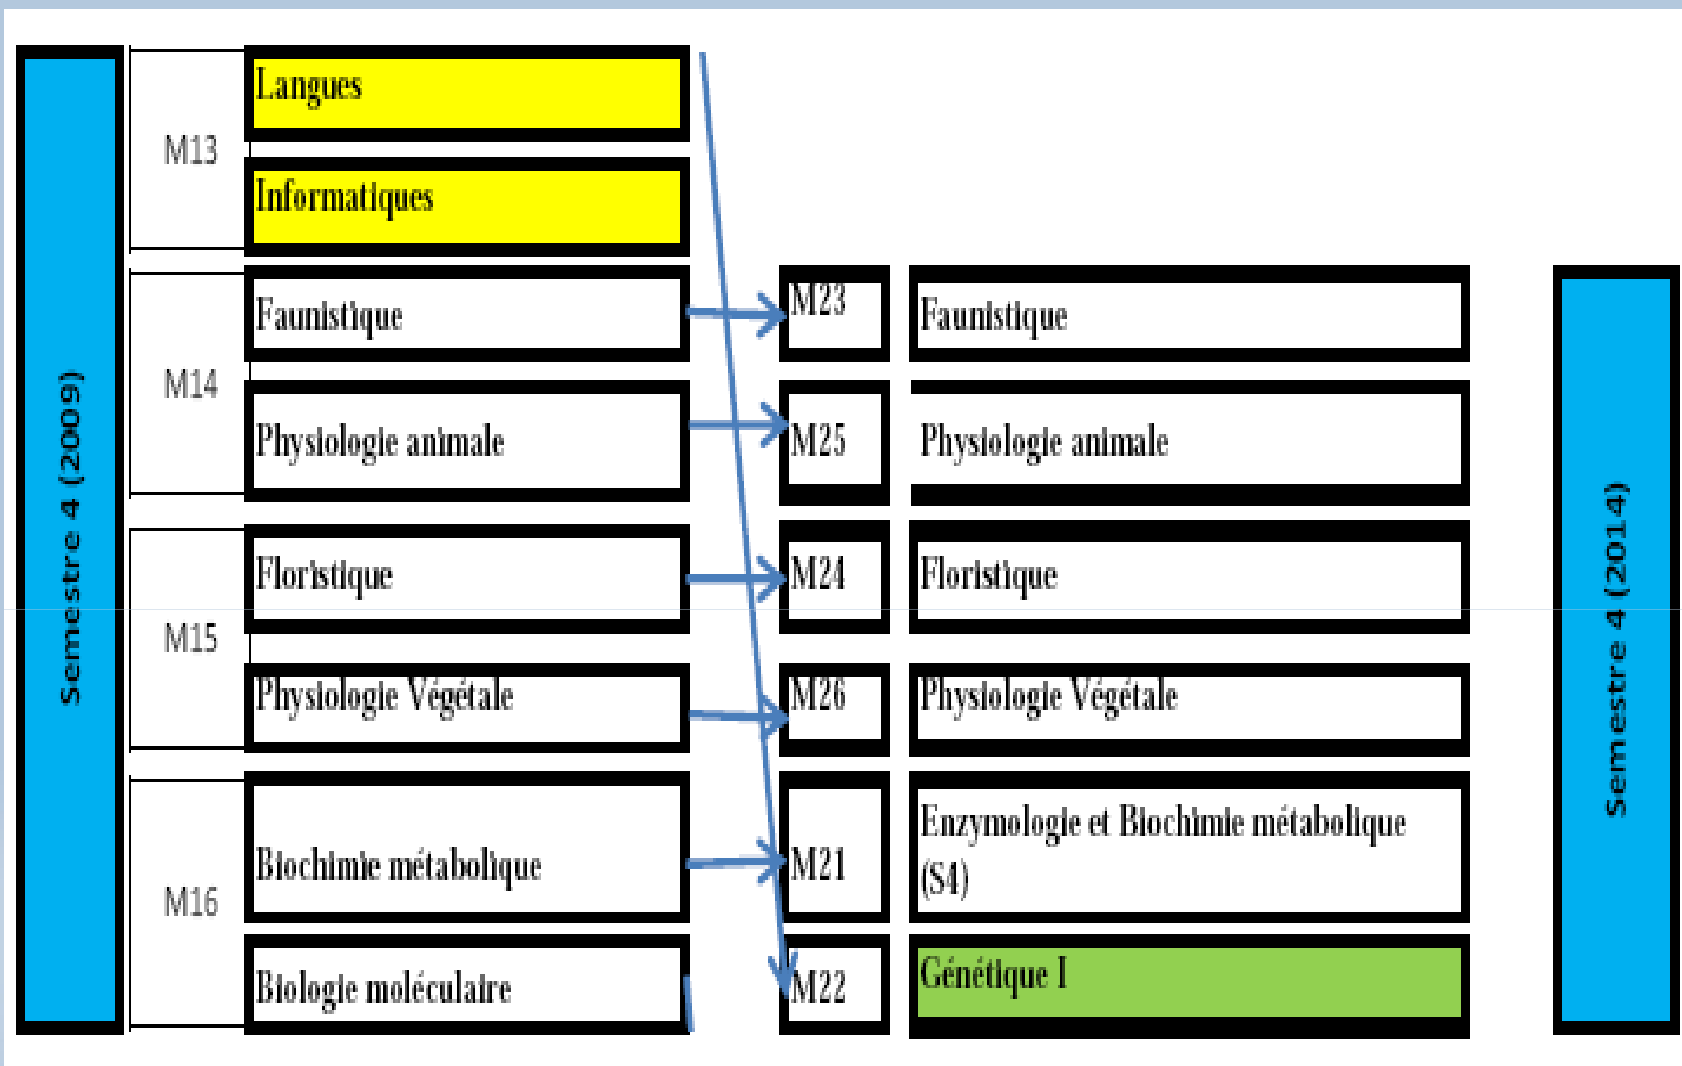 Semestre 4 (2009)
M13
Langues
Informatiques
M14
Faunistique
Physiologie animale
M15
Floristique
Physiologie Végétale
M16
Biochimie métabolique
Biologie moléculaire
M23
Faunistique
M25
Physiologie animale
M24
Floristique
M26
Physiologie Végétale
M21
Enzymologie et Biochimie métabolique
(S4)
M22
Génétique I
Semestre 4 (2014)